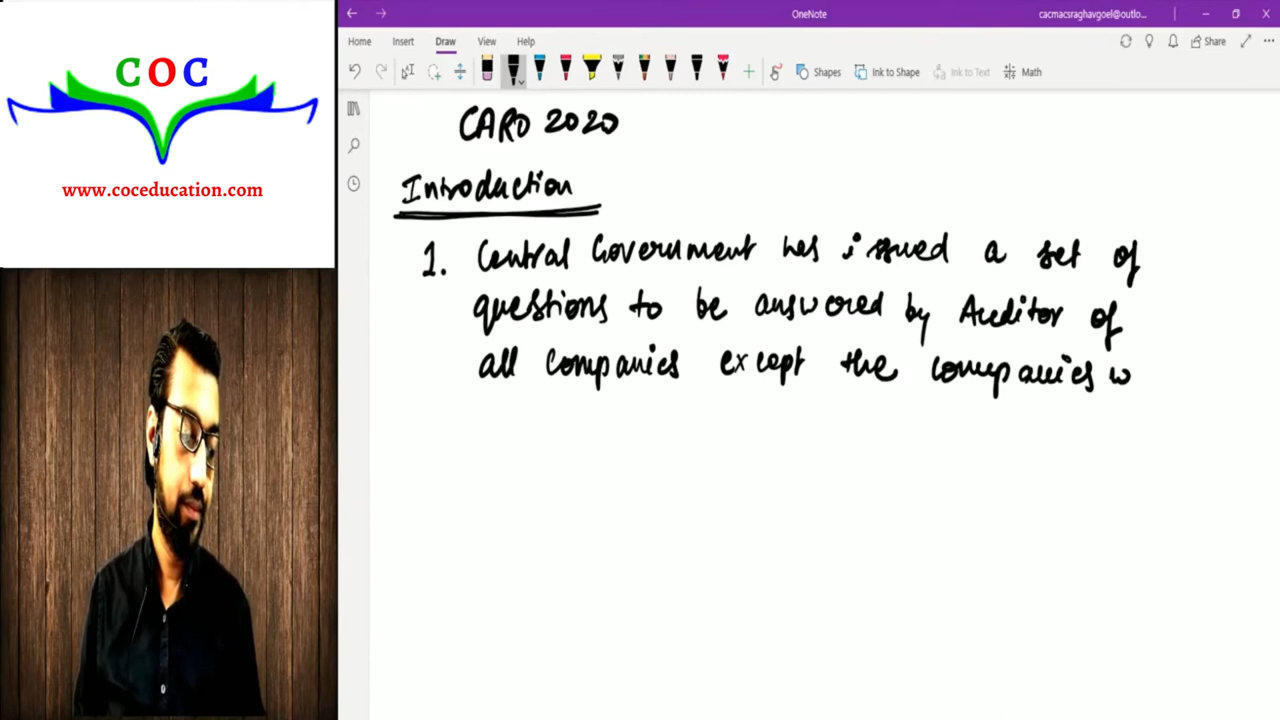 COC
www.coceducation.com
OneNote
cacmacsraghavgoel@outlo...
Home Insert Draw View Help
Share
Shapes Ink to Shape Ink to Text Math
CARO 2020
Introduction
1. Central Government has issued a set of
questions to be answered by Auditor of
all companies except the companies w